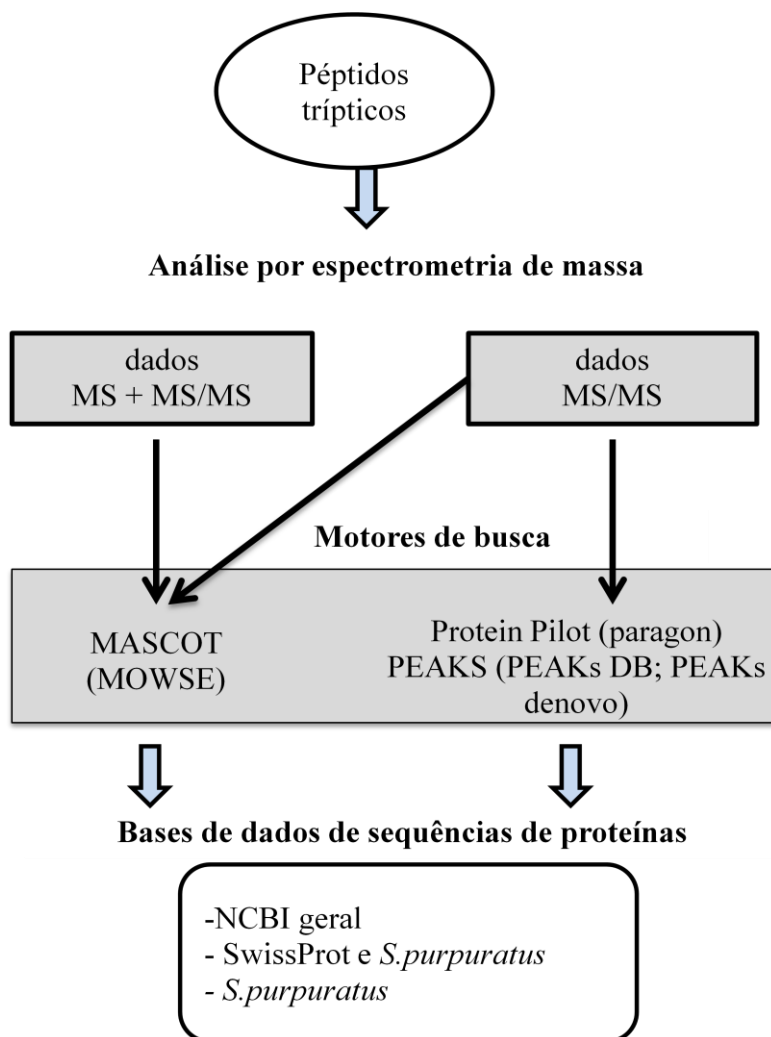 Péptidos
trípticos
Análise por espectrometria de massa
dados
MS + MS/MS
dados
MS/MS
Motores de busca
MASCOT
(MOWSE)
Protein Pilot (paragon)
PEAKS (PEAKs DB; PEAKs
denovo)
Bases de dados de sequências de proteínas
-NCBI geral
- SwissProt e S.purpuratus
- S.purpuratus